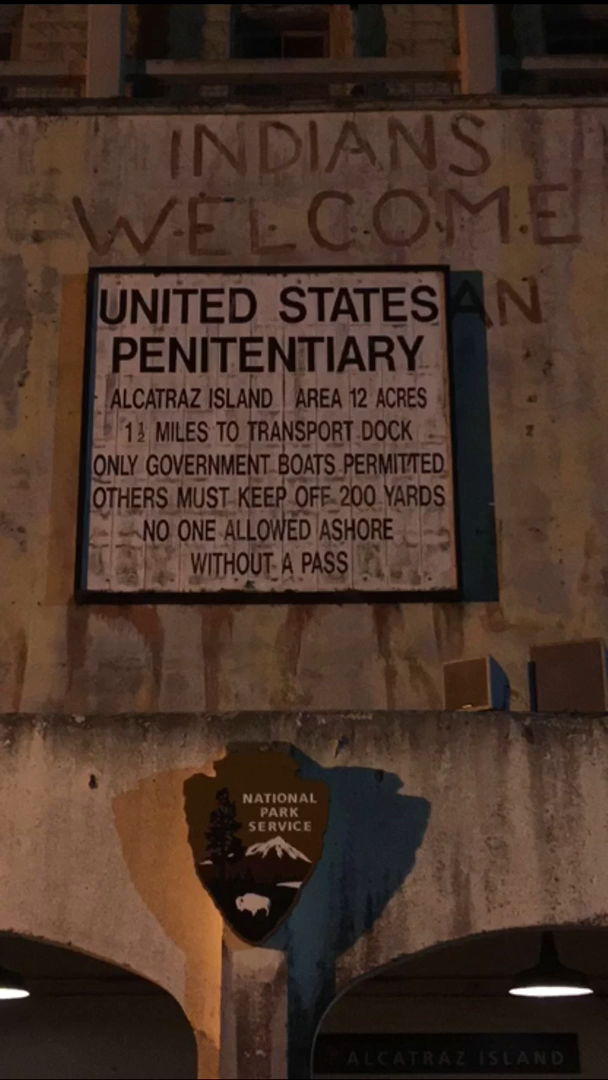 INDIANS
WELCOME
UNITED STATES
AN
PENITENTIARY
ALCATRAZ ISLAND AREA 12 ACRES
1½ MILES TO TRANSPORT DOCK
ONLY GOVERNMENT BOATS PERMITTED
OTHERS MUST KEEP OFF 200 YARDS
NO ONE ALLOWED ASHORE
WITHOUT A PASS
NATIONAL
PARK
SERVICE
ALCATRAZ ISLAND